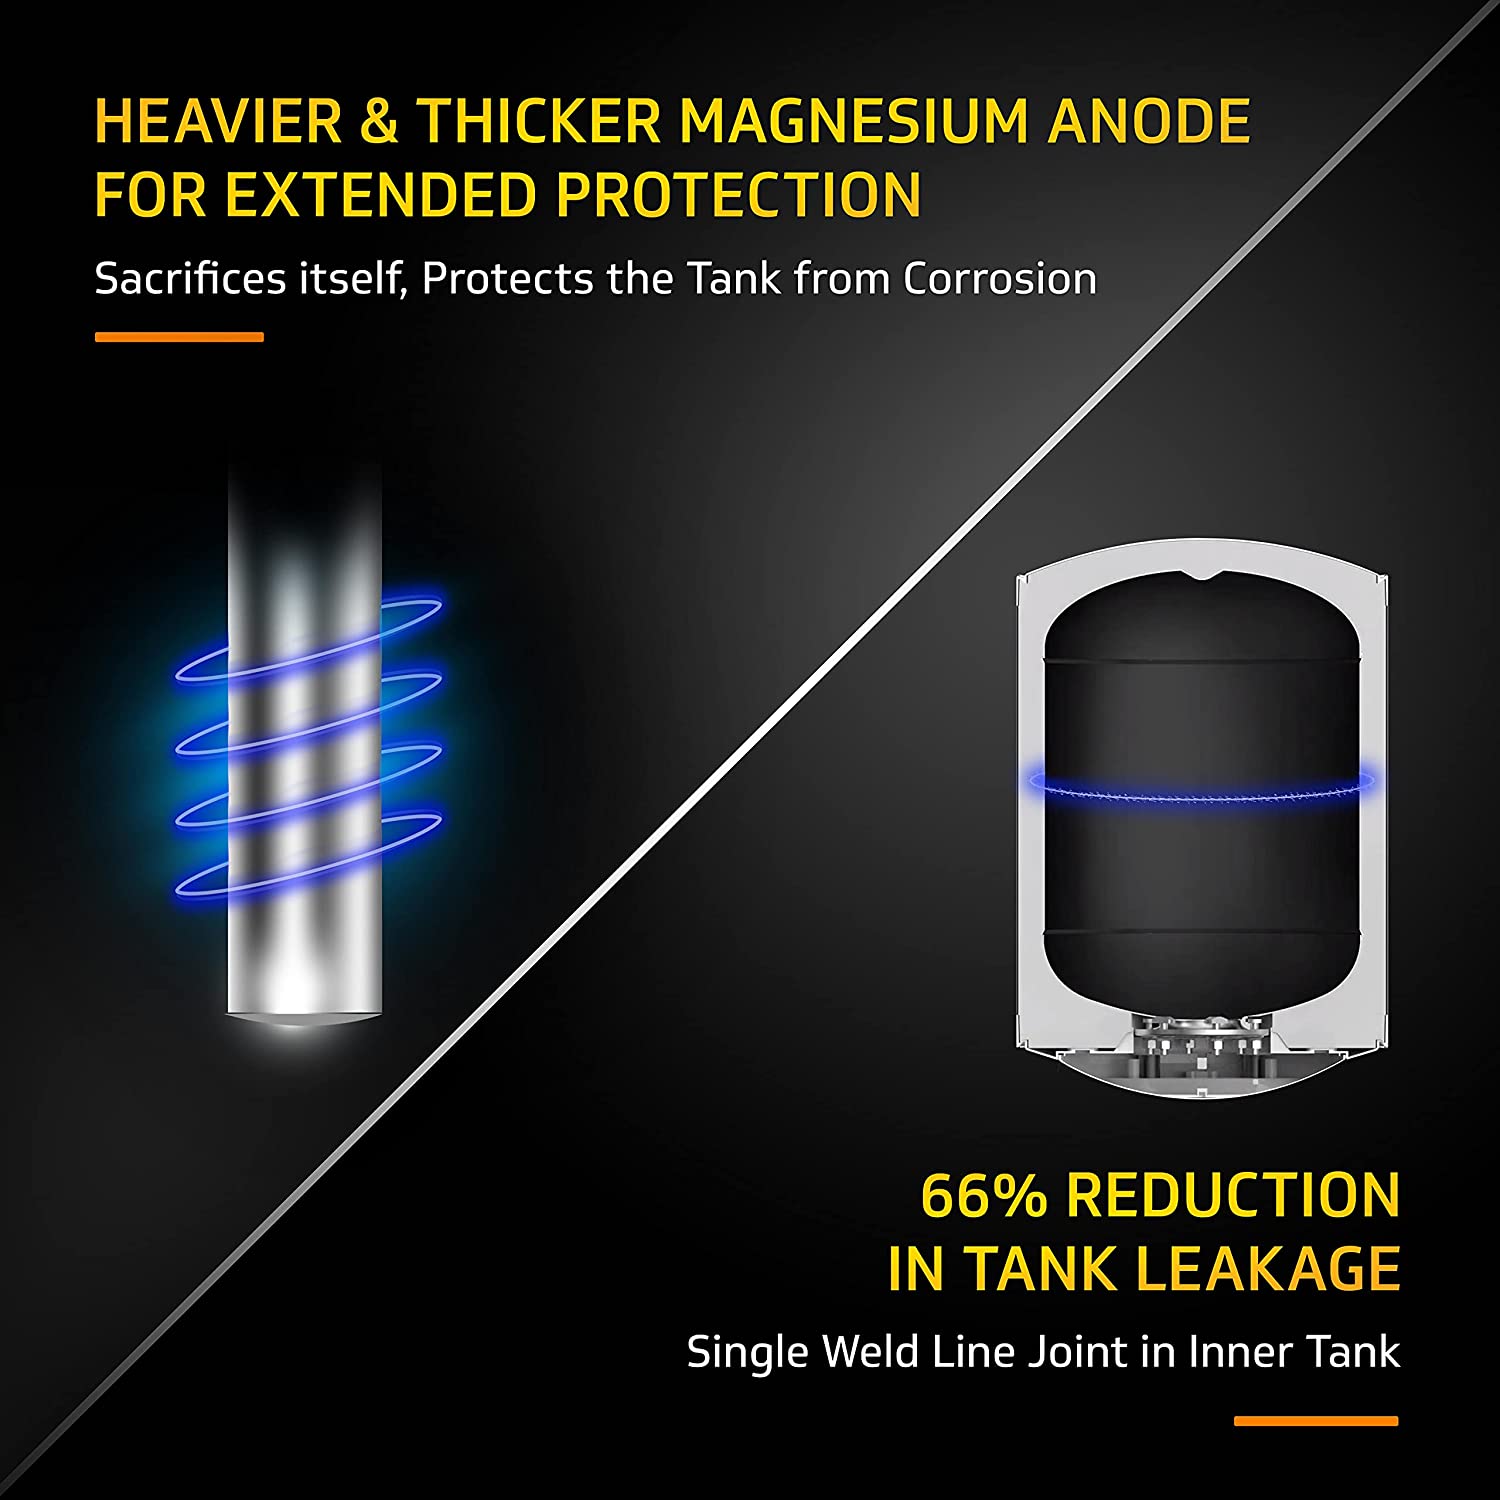 HEAVIER & THICKER MAGNESIUM ANODE
FOR EXTENDED PROTECTION
Sacrifices itself, Protects the Tank from Corrosion
66% REDUCTION
IN TANK LEAKAGE
Single Weld Line Joint in Inner Tank